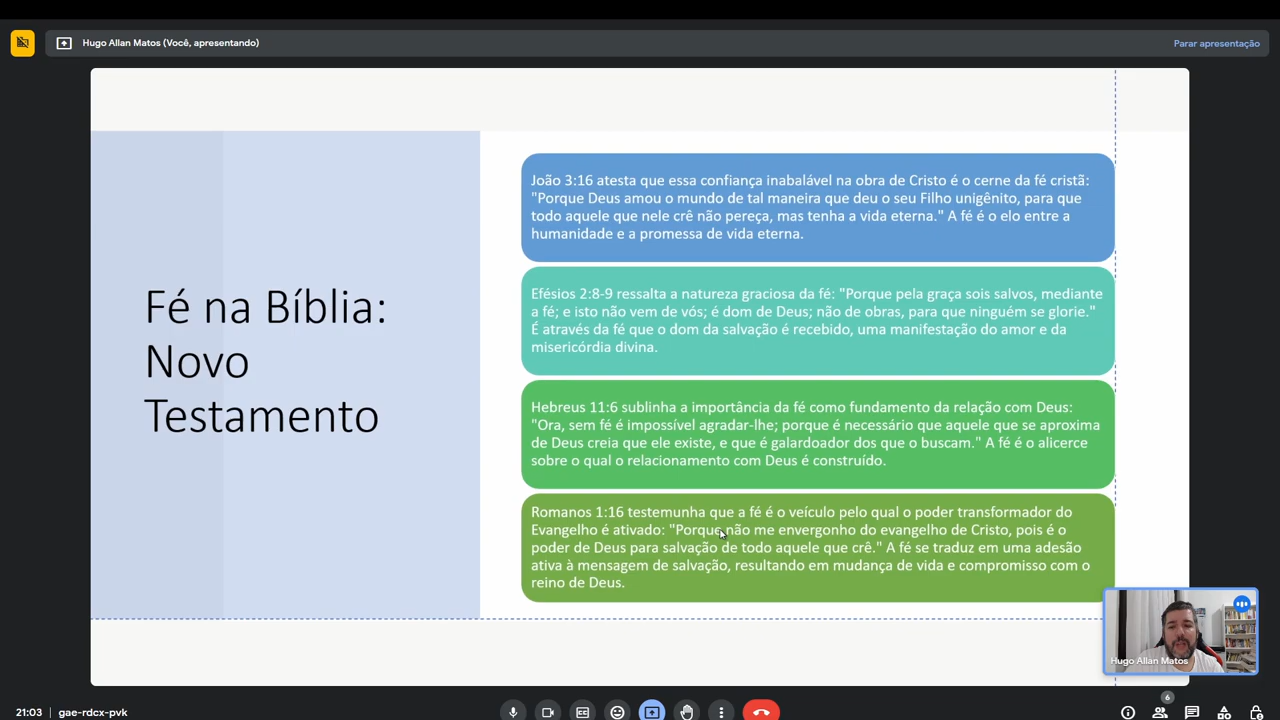 Hugo Allan Matos (Você, apresentando)
Parar apresentação
Fé na Bíblia:
Novo
Testamento
João 3:16 atesta que essa confiança inabalável na obra de Cristo é o cerne da fé cristã:
"Porque Deus amou o mundo de tal maneira que deu o seu Filho unigênito, para que
todo aquele que nele crê não pereça, mas tenha a vida eterna." A fé é o elo entre a
humanidade e a promessa de vida eterna.
Efésios 2:8-9 ressalta a natureza graciosa da fé: "Porque pela graça sois salvos, mediante
a fé; e isto não vem de vós; é dom de Deus; não de obras, para que ninguém se glorie."
É através da fé que o dom da salvação é recebido, uma manifestação do amor e da
misericórdia divina.
Hebreus 11:6 sublinha a importância da fé como fundamento da relação com Deus:
"Ora, sem fé é impossível agradar-lhe; porque é necessário que aquele que se aproxima
de Deus creia que ele existe, e que é galardoador dos que o buscam." A fé é o alicerce
sobre o qual o relacionamento com Deus é construído.
Romanos 1:16 testemunha que a fé é o veículo pelo qual o poder transformador do
Evangelho é ativado: "Porque não me envergonho do evangelho de Cristo, pois é o
poder de Deus para salvação de todo aquele que crê." A fé se traduz em uma adesão
ativa à mensagem de salvação, resultando em mudança de vida e compromisso com o
reino de Deus.
Hugo Allan Matos
21:03 | gae-rdcx-pvk
6